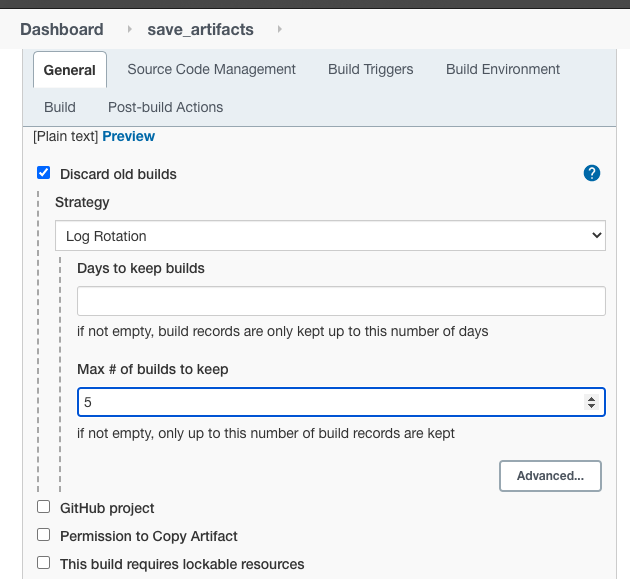 Dashboard save_artifacts
General Source Code Management Build Triggers Build Environment
Build Post-build Actions
[Plain text] Preview
Discard old builds ?
Strategy
Log Rotation
Days to keep builds
if not empty, build records are only kept up to this number of days
Max # of builds to keep
5
if not empty, only up to this number of build records are kept
Advanced...
GitHub project
Permission to Copy Artifact
This build requires lockable resources